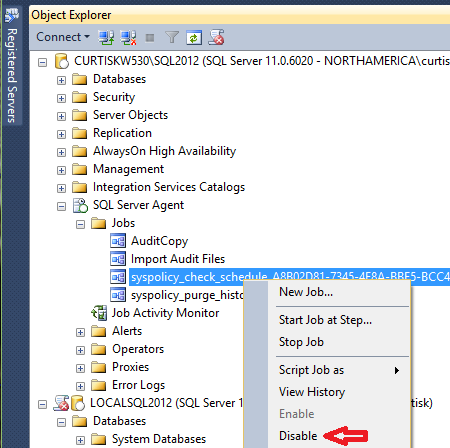 Registered Servers
Object Explorer
Connect
CURTISKW530\SQL2012 (SQL Server 11.0.6020 - NORTHAMERICA\curtis
Databases
Security
Server Objects
Replication
AlwaysOn High Availability
Management
Integration Services Catalogs
SQL Server Agent
Jobs
AuditCopy
Import Audit Files
syspolicy_check_schedule_A8B02D81-7345-4F8A-BBF5-BCC4
syspolicy_purge_histo
New Job...
Start Job at Step...
Stop Job
Job Activity Monitor
Alerts
Operators
Script Job as
Proxies
View History
Error Logs
Enable
LOCALSQL2012 (SQL Server 1 tisk)
Databases
Disable
System Databases